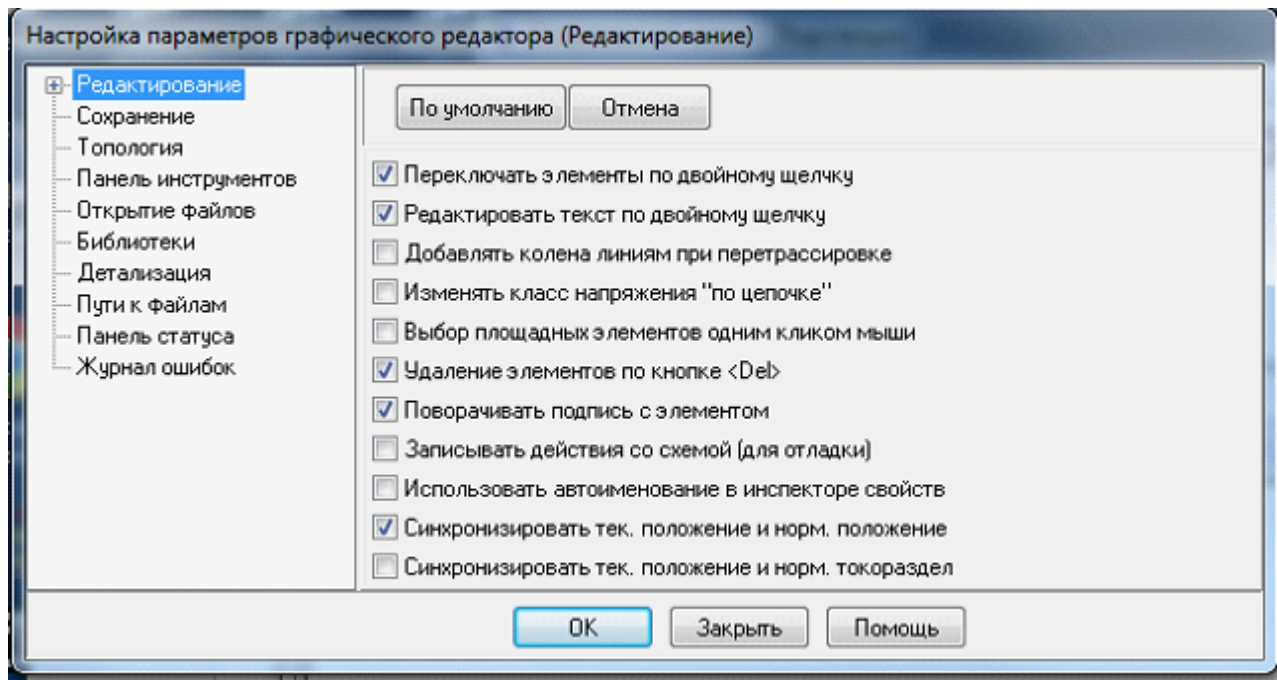 Настройка параметров графического редактора (Редактирование)
Редактирование
Сохранение
Топология
Панель инструментов
Открытие файлов
Библиотеки
Детализация
Пути к файлам
Панель статуса
Журнал ошибок
По умолчанию Отмена
Переключать элементы по двойному щелчку
Редактировать текст по двойному щелчку
Добавлять колена линиям при перетрассировке
Изменять класс напряжения "по цепочке"
Выбор площадных элементов одним кликом мыши
Удаление элементов по кнопке <Del>
Поворачивать подпись с элементом
Записывать действия со схемой (для отладки)
Использовать автоименование в инспекторе свойств
Синхронизировать тек. положение и норм. положение
Синхронизировать тек. положение и норм. токораздел
ОК Закрыть Помощь